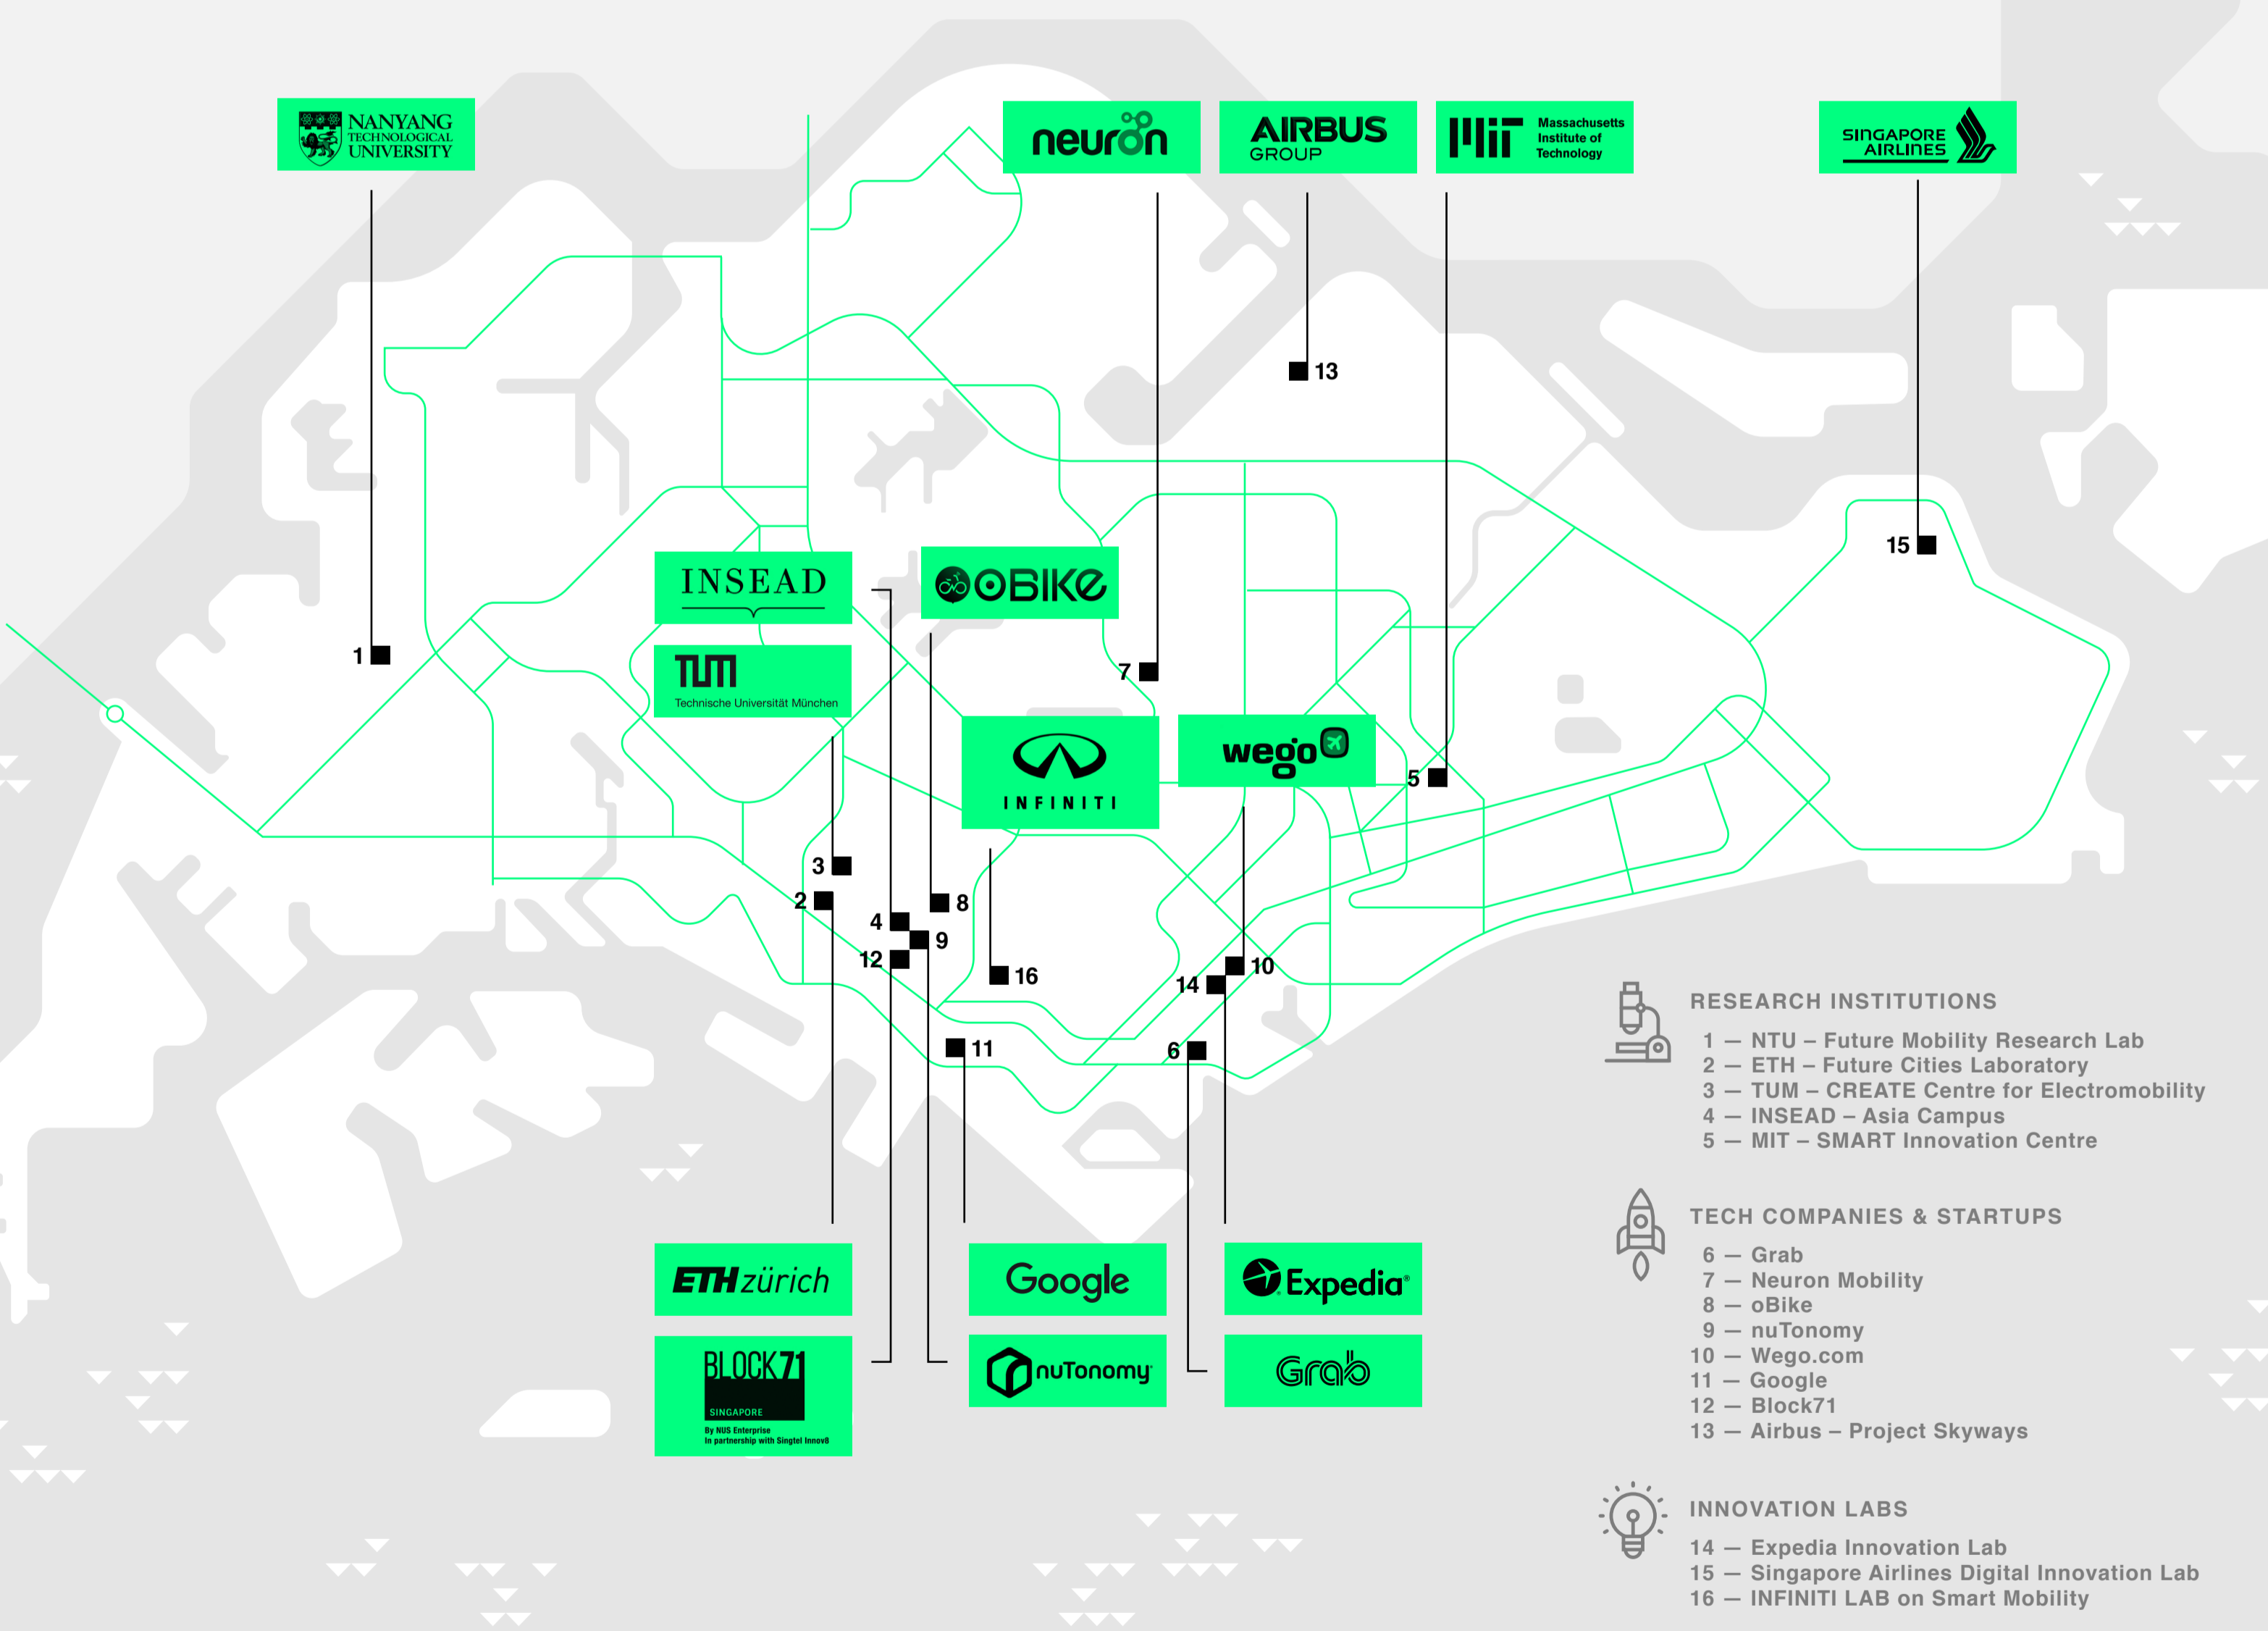 NANYANG
TECHNOLOGICAL
UNIVERSITY
neuron
AIRBUS
GROUP
MIT
Massachusetts
Institute of
Technology
SINGAPORE
AIRLINES
13
15
INSEAD
oBIKE
1
TUM
Technische Universität München
7
INFINITI
wego
5
3
2
8
4
9
12
16
10
14
11
6
ETH zürich
Google
Expedia®
BLOCK71
SINGAPORE
By NUS Enterprise
In partnership with Singtel Innov8
nuTonomy
Grab
RESEARCH INSTITUTIONS
1 — NTU – Future Mobility Research Lab
2 — ETH – Future Cities Laboratory
3 — TUM – CREATE Centre for Electromobility
4 — INSEAD – Asia Campus
5 — MIT – SMART Innovation Centre
TECH COMPANIES & STARTUPS
6 — Grab
7 — Neuron Mobility
8 — oBike
9 — nuTonomy
10 — Wego.com
11 — Google
12 — Block71
13 — Airbus – Project Skyways
INNOVATION LABS
14 — Expedia Innovation Lab
15 — Singapore Airlines Digital Innovation Lab
16 — INFINITI LAB on Smart Mobility